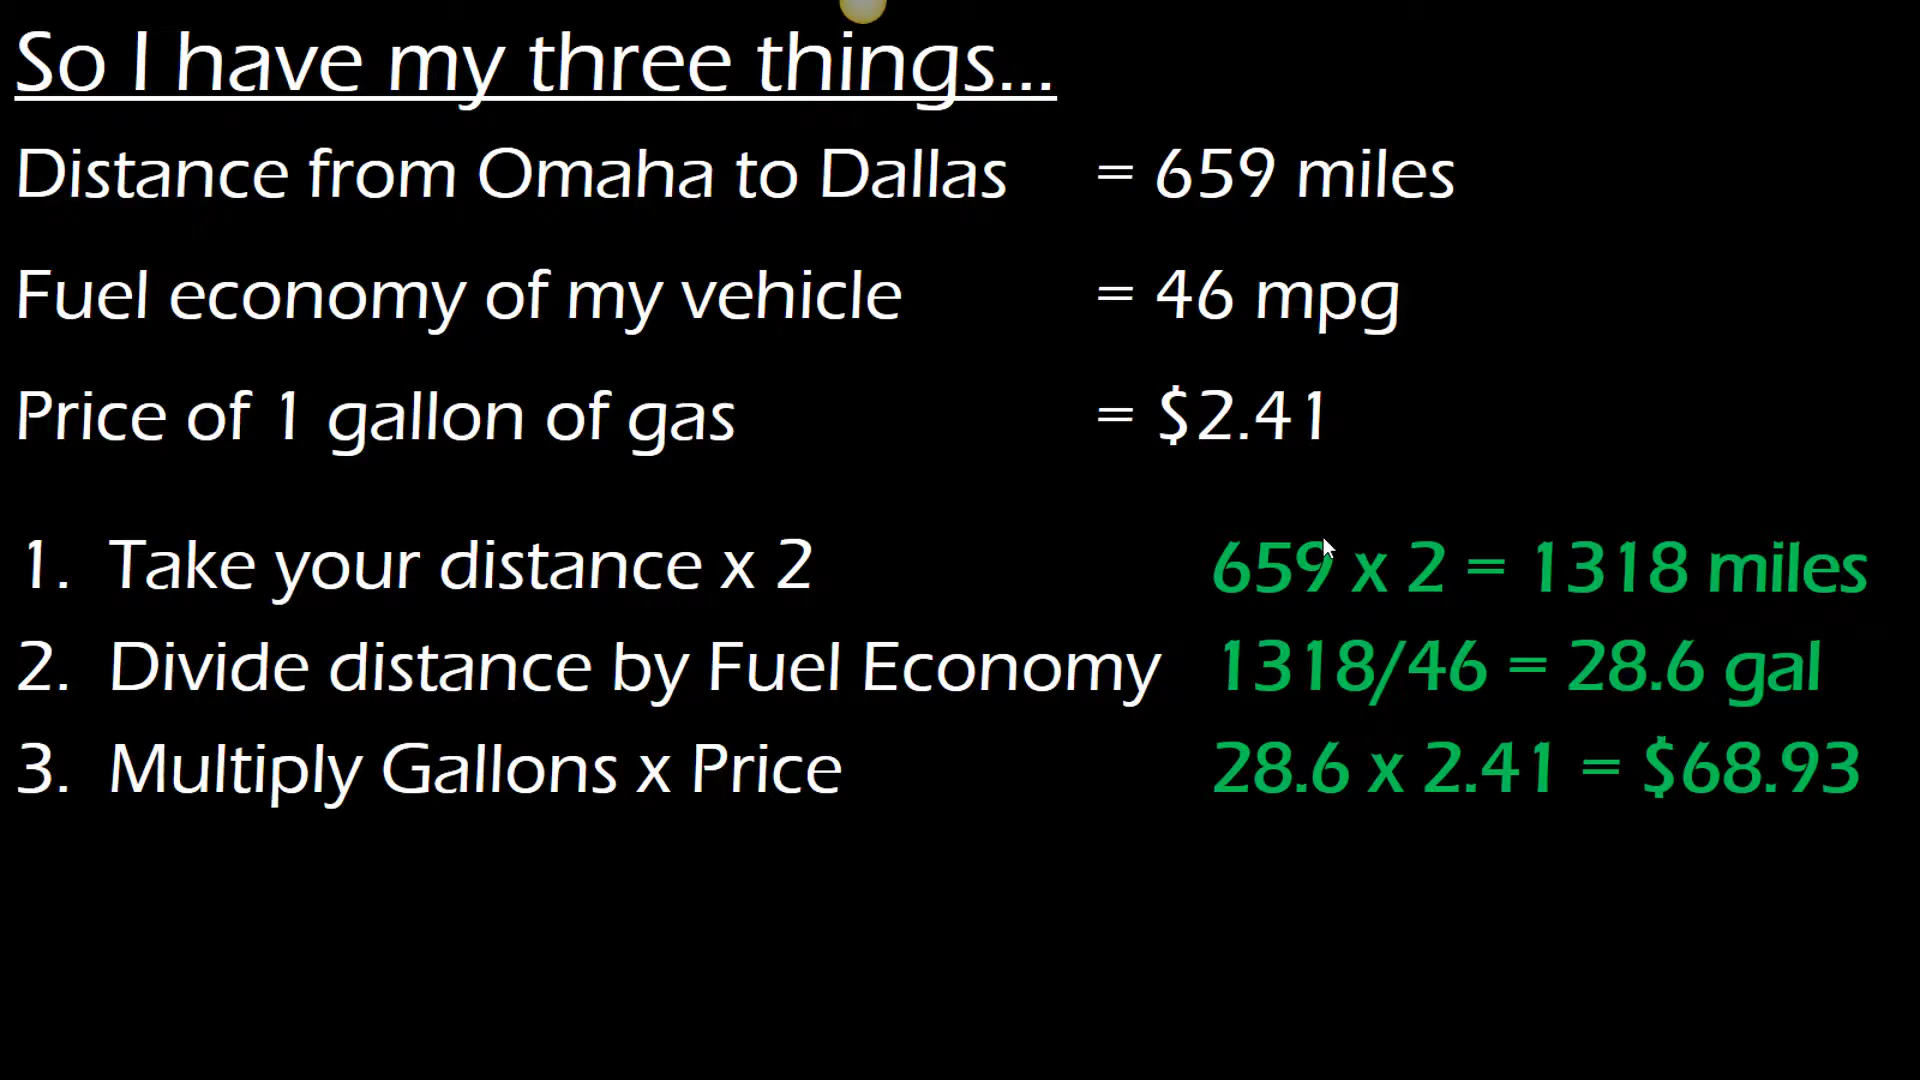 So I have my three things...
Distance from Omaha to Dallas = 659 miles
Fuel economy of my vehicle = 46 mpg
Price of 1 gallon of gas = $2.41
1. Take your distance x 2 659 x 2 = 1318 miles
2. Divide distance by Fuel Economy 1318/46 = 28.6 gal
3. Multiply Gallons x Price 28.6 x 2.41 = $68.93